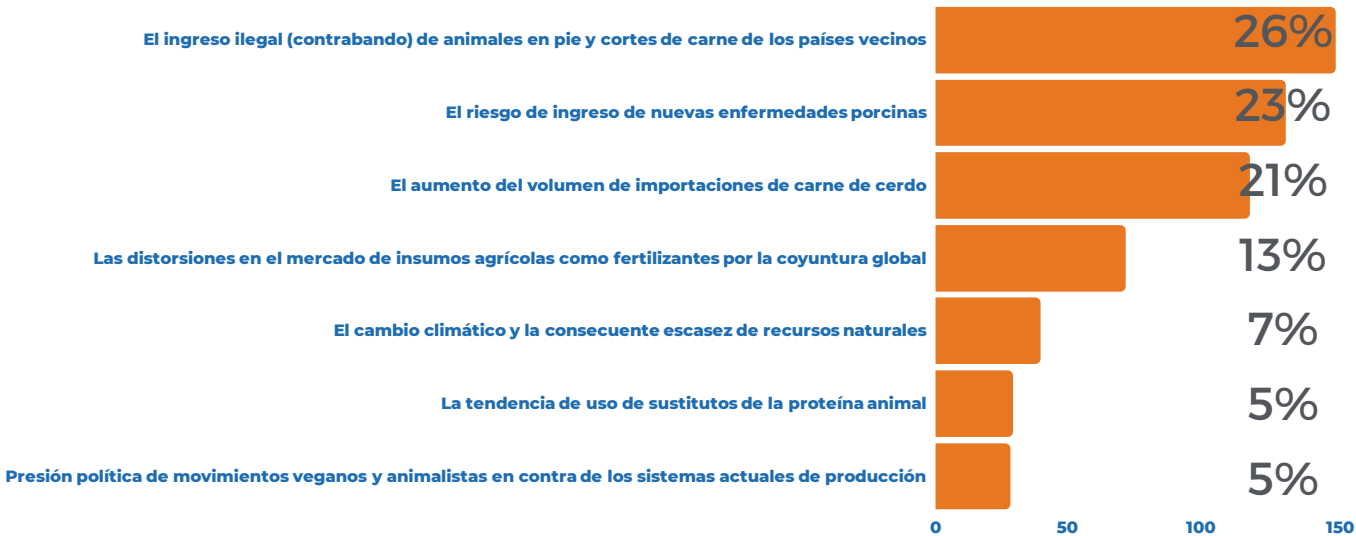 El ingreso ilegal (contrabando) de animales en pie y cortes de carne de los países vecinos
26%
El riesgo de ingreso de nuevas enfermedades porcinas
23%
El aumento del volumen de importaciones de carne de cerdo
21%
Las distorsiones en el mercado de insumos agrícolas como fertilizantes por la coyuntura global
13%
El cambio climático y la consecuente escasez de recursos naturales
7%
La tendencia de uso de sustitutos de la proteína animal
5%
Presión política de movimientos veganos y animalistas en contra de los sistemas actuales de producción
5%
0 50 100 150